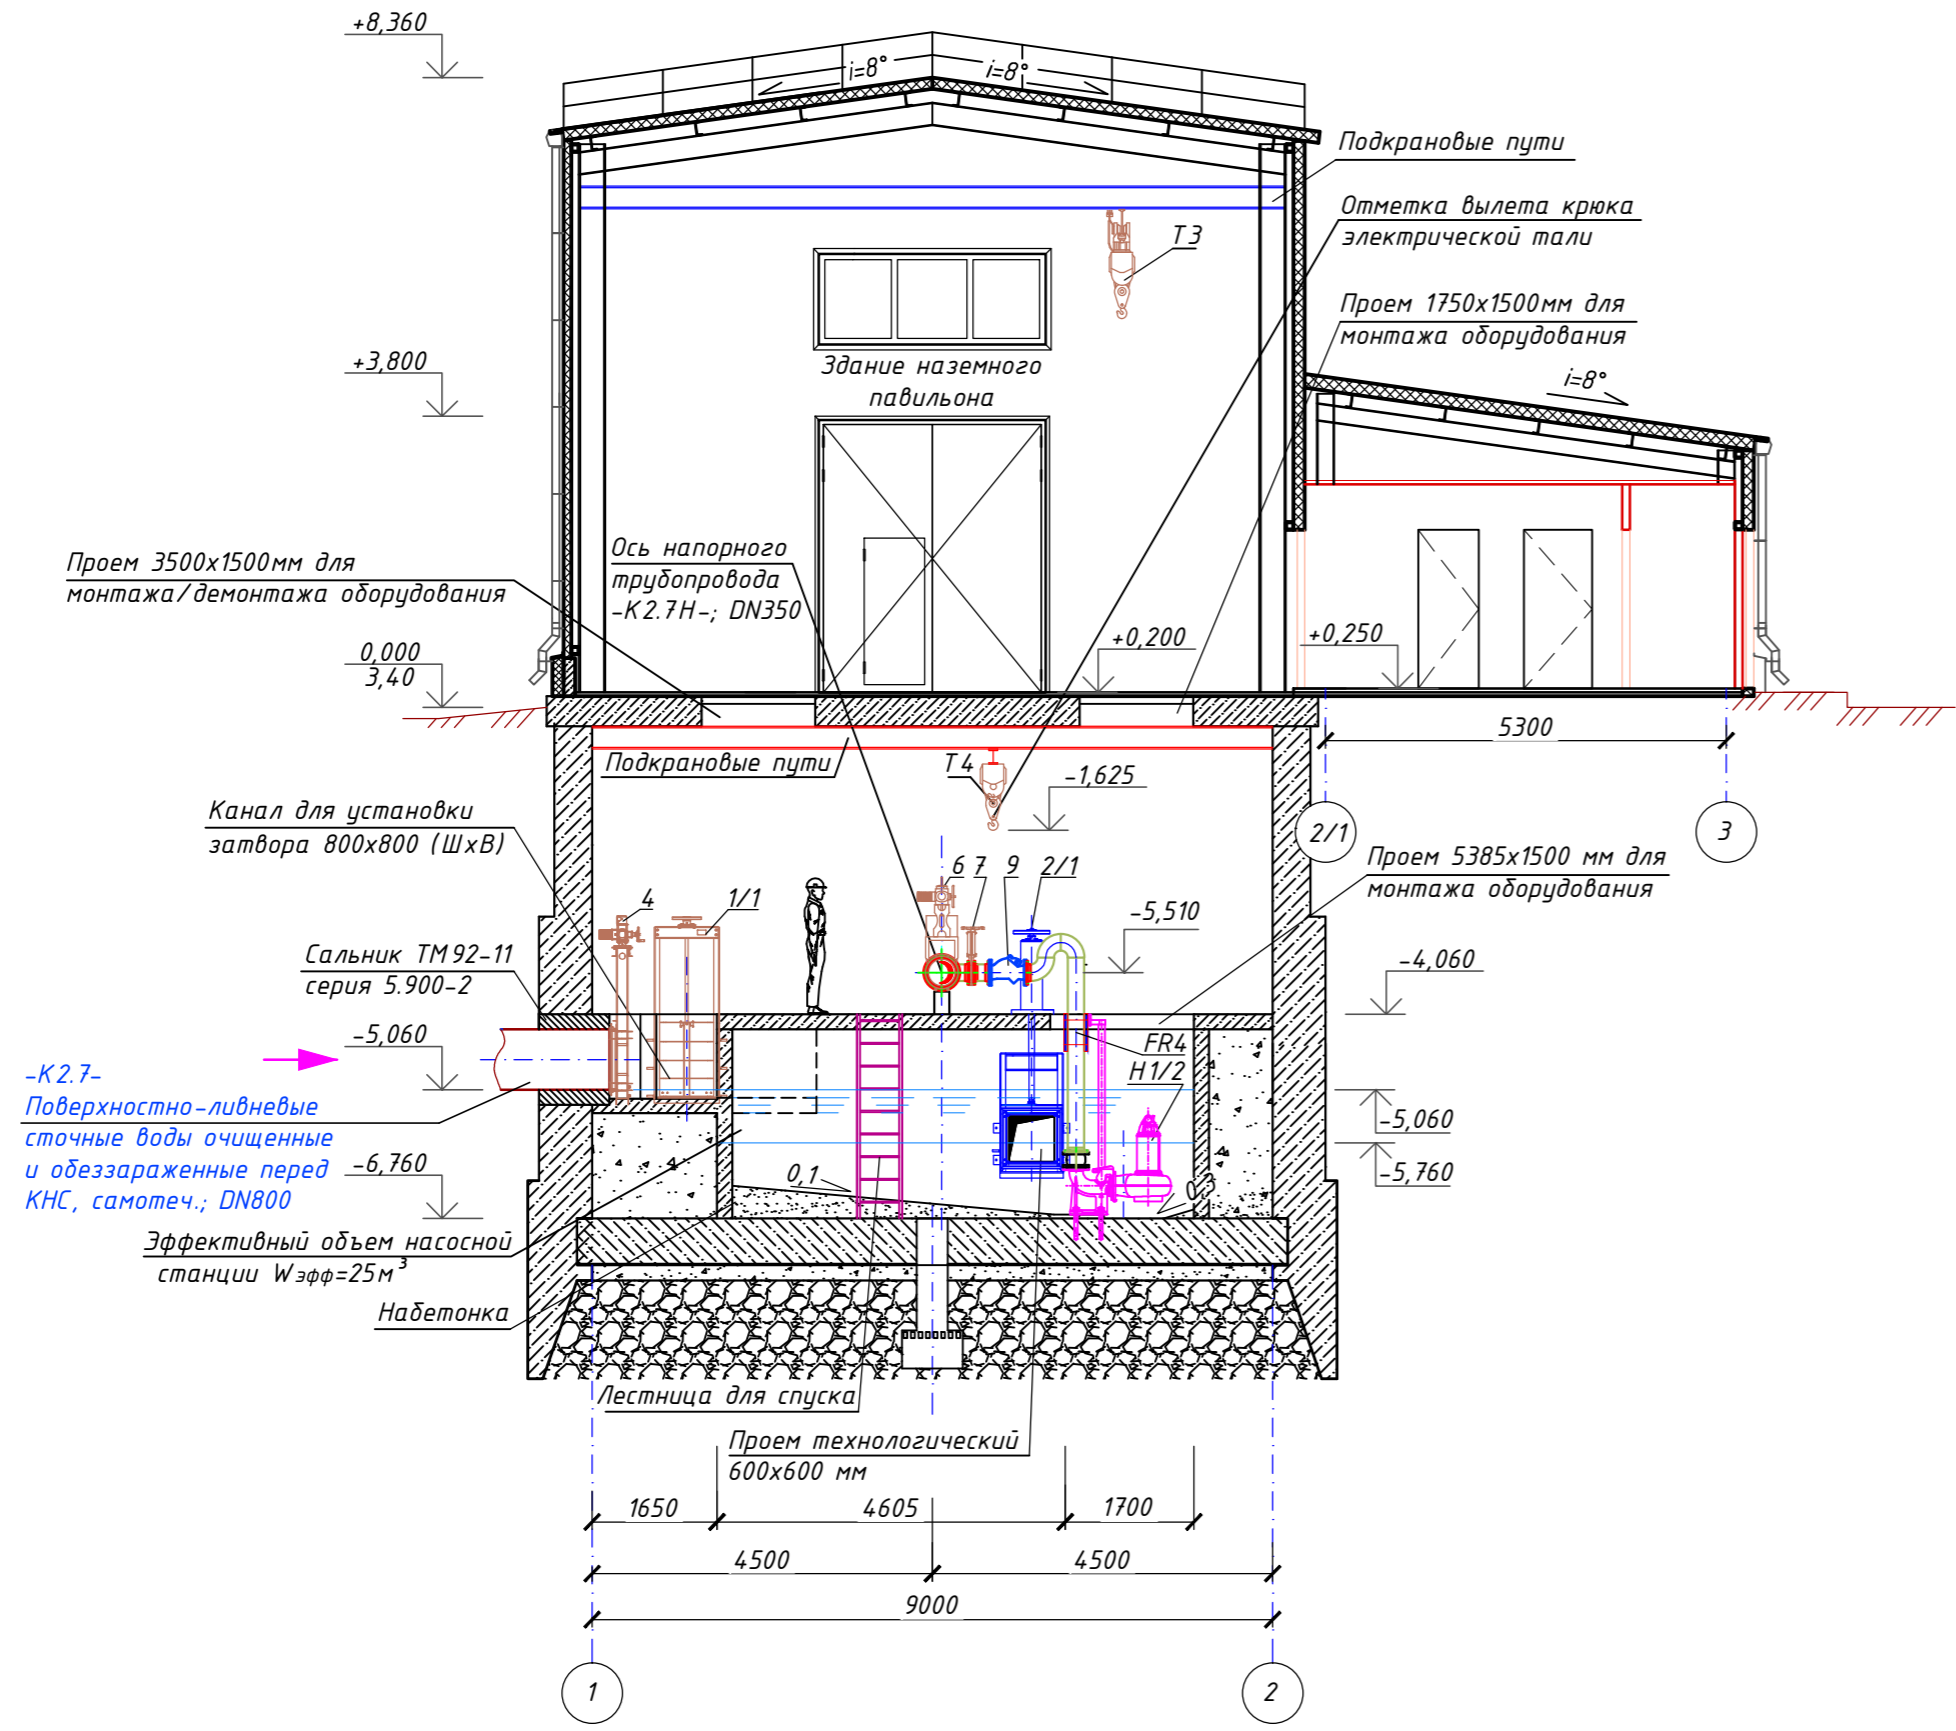 +8,360
i=8°
i=8°
Подкрановые пути
Отметка вылета крюка
электрической тали
Т3
Проем 1750х1500мм для
монтажа оборудования
+3,800
Здание наземного
павильона
i=8°
Проем 3500х1500мм для
монтажа/демонтажа оборудования
Ось напорного
трубопровода
-К2.7Н-; DN350
0,000
3,40
+0,200
+0,250
5300
Подкрановые пути
Т4
-1,625
2/1
3
Канал для установки
затвора 800х800 (ШхВ)
Проем 5385х1500 мм для
монтажа оборудования
4
1/1
6
7
9
2/1
-5,510
Сальник ТМ92-11
серия 5.900-2
-4,060
-5,060
FR4
Н1/2
-К2.7-
Поверхностно-ливневые
сточные воды очищенные
и обеззараженные перед
КНС, самотеч.; DN800
-5,060
-5,760
-6,760
0,1
0,3
Эффективный объем насосной
станции Wэфф=25м³
Набетонка
Лестница для спуска
Проем технологический
600х600 мм
1650
4605
1700
4500
4500
9000
1
2